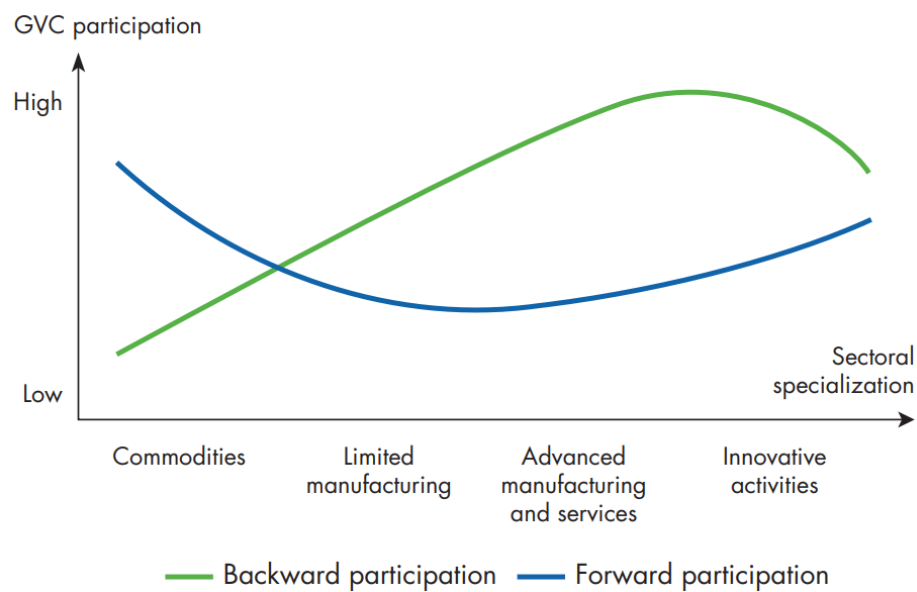 GVC participation
High
Low
Sectoral
specialization
Commodities
Limited
manufacturing
Advanced
manufacturing
and services
Innovative
activities
Backward participation
Forward participation